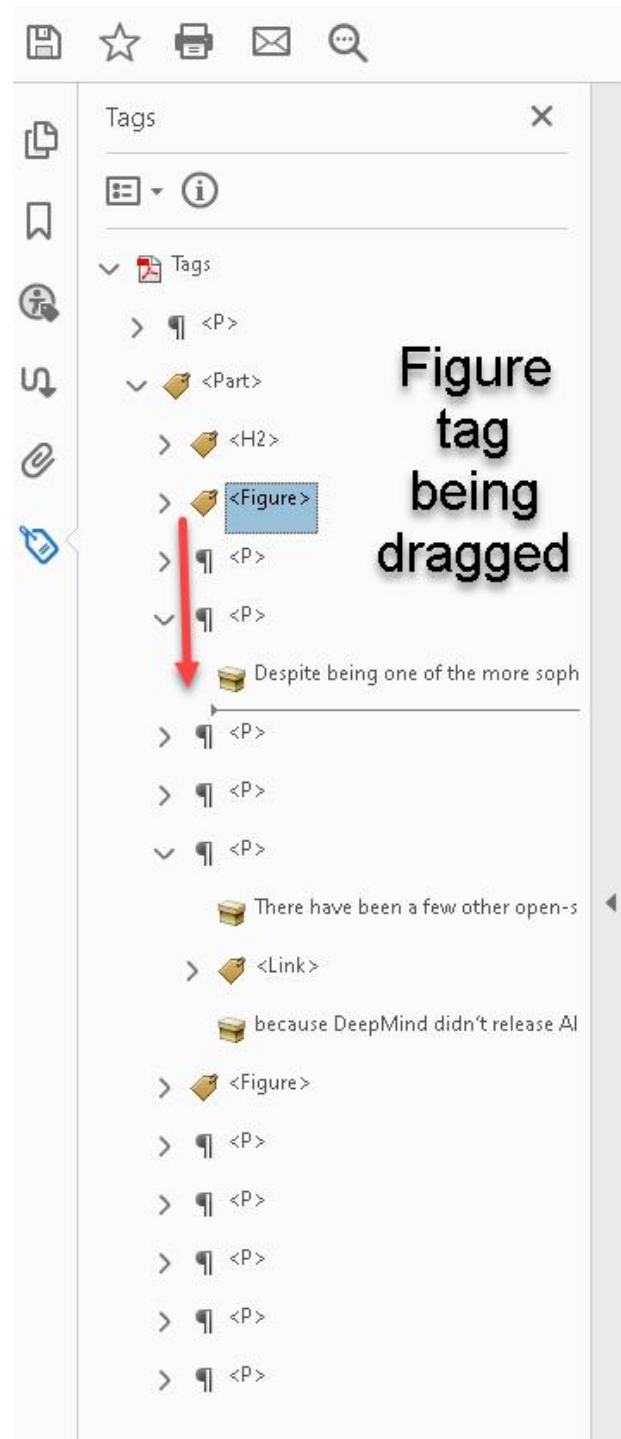 Tags
Tags
<P>
<Part>
<H2>
<Figure>
<P>
<P>
Despite being one of the more soph
<P>
<P>
<P>
There have been a few other open-s
<Link>
because DeepMind didn't release Al
<Figure>
<P>
<P>
<P>
<P>
<P>
Figure
tag
being
dragged